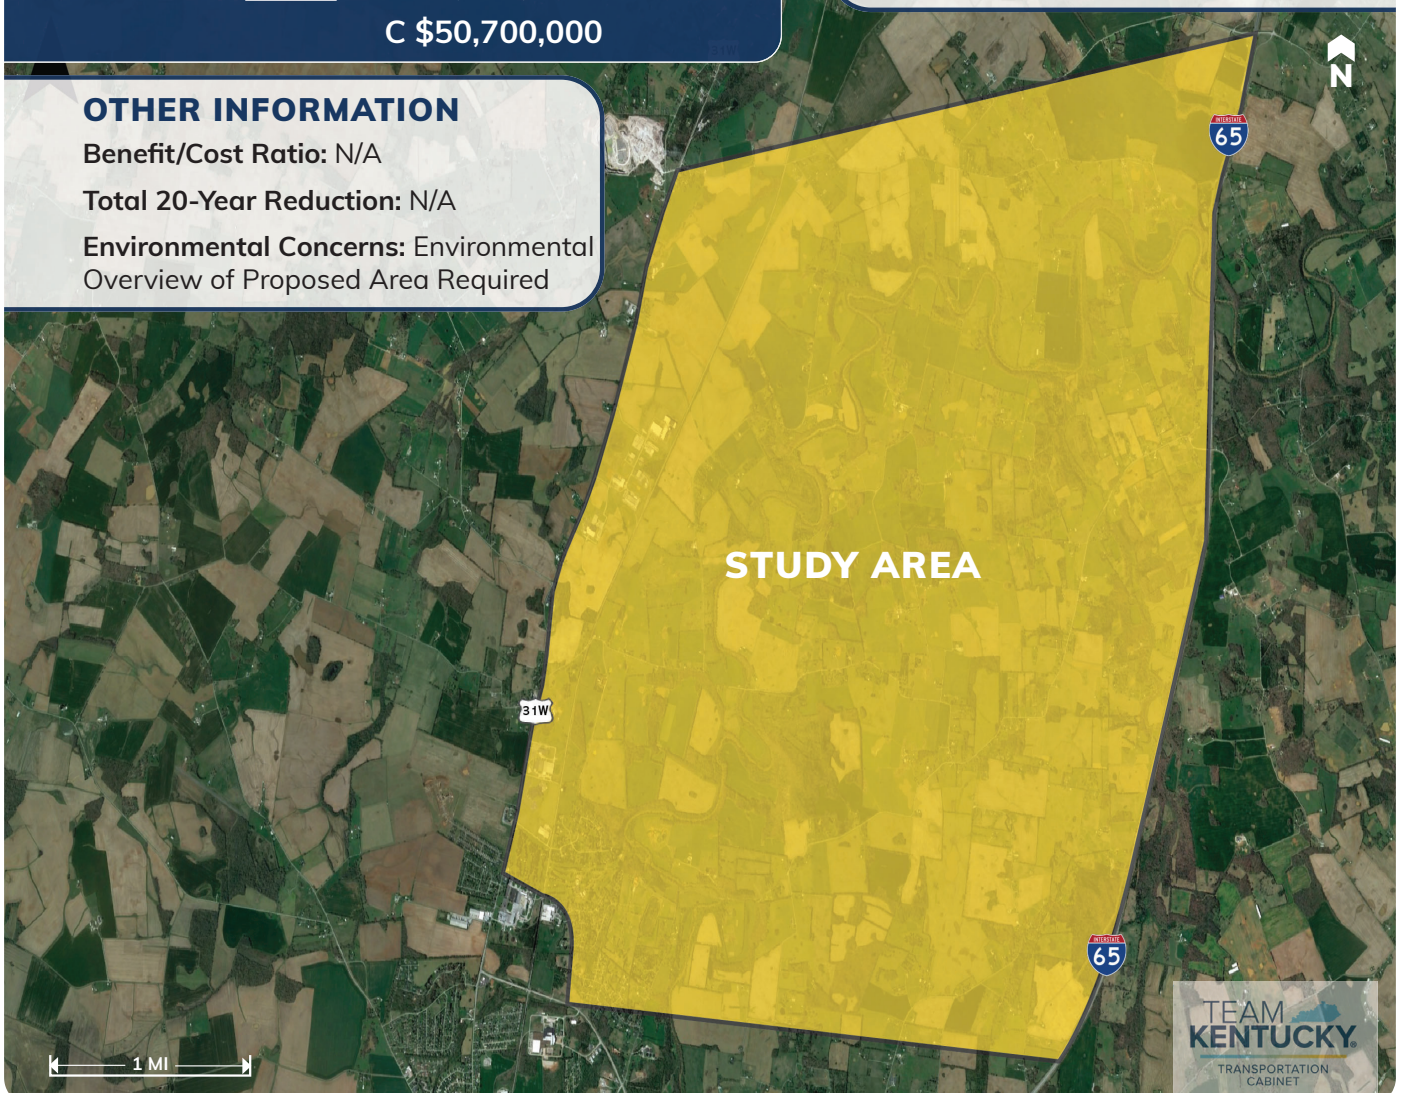 C $50,700,000
OTHER INFORMATION
Benefit/Cost Ratio: N/A
Total 20-Year Reduction: N/A
Environmental Concerns: Environmental
Overview of Proposed Area Required
31W
N
INTERSTATE
65
STUDY AREA
31W
INTERSTATE
65
1 MI
TEAM
KENTUCKY®
TRANSPORTATION
CABINET